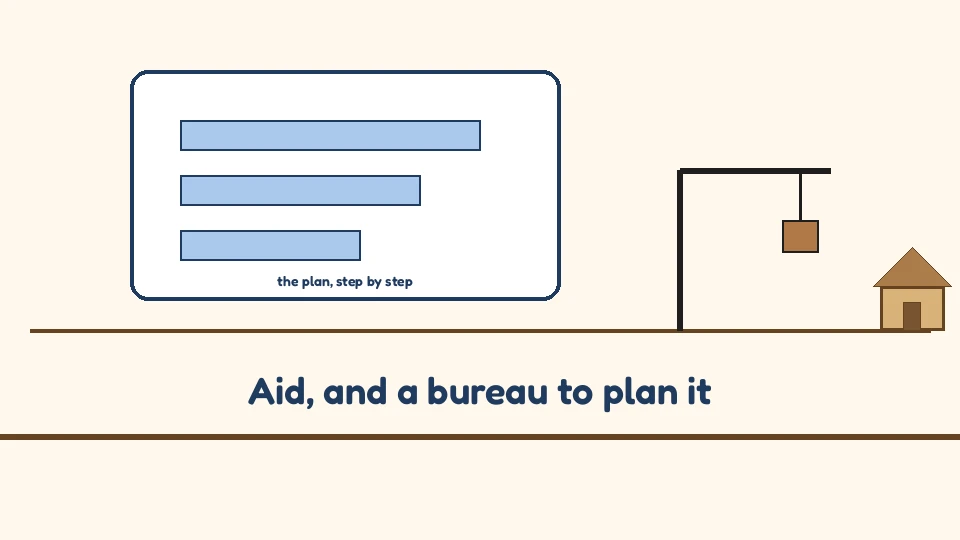 the plan, step by step
Aid, and a bureau to plan it